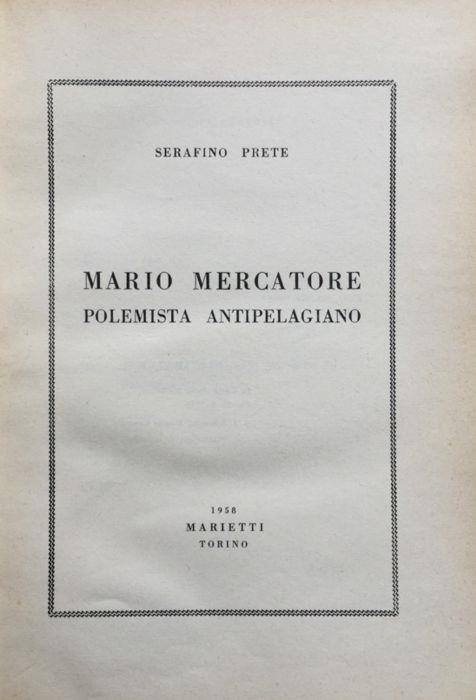 SERAFINO PRETE
MARIO MERCATORE
POLEMISTA ANTIPELAGIANO
1958
MARIETTI
TORINO